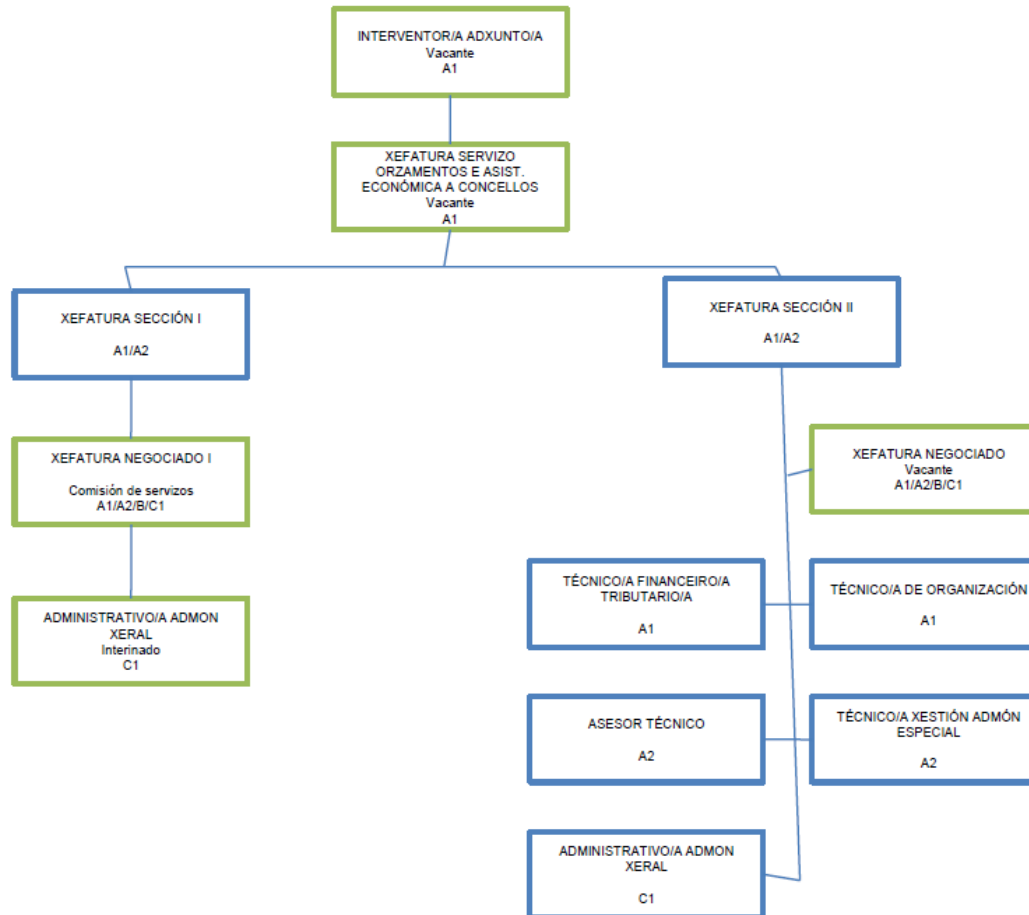 INTERVENTOR/A ADXUNTO/A
Vacante
A1
XEFATURA SERVIZO
ORZAMENTOS E ASIST.
ECONÓMICA A CONCELLOS
Vacante
A1
XEFATURA SECCIÓN I
A1/A2
XEFATURA SECCIÓN II
A1/A2
XEFATURA NEGOCIADO I
Comisión de servizos
A1/A2/B/C1
XEFATURA NEGOCIADO
Vacante
A1/A2/B/C1
ADMINISTRATIVO/A ADMON
XERAL
Interinado
C1
TÉCNICO/A FINANCEIRO/A
TRIBUTARIO/A
A1
TÉCNICO/A DE ORGANIZACIÓN
A1
ASESOR TÉCNICO
A2
TÉCNICO/A XESTIÓN ADMÓN
ESPECIAL
A2
ADMINISTRATIVO/A ADMON
XERAL
C1